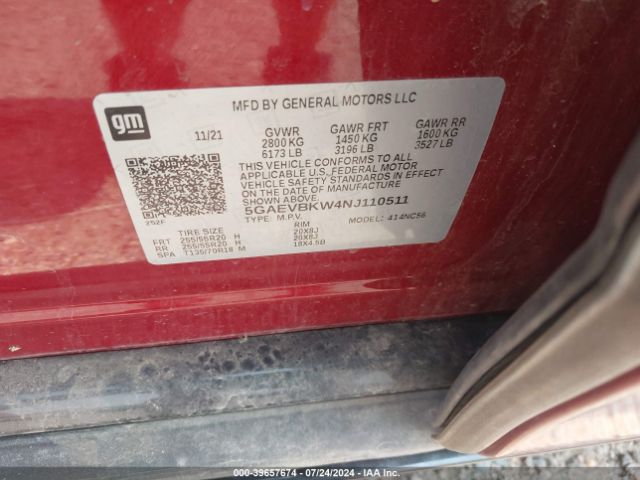 gm
MFD BY GENERAL MOTORS LLC
11/21 GVWR GAWR FRT GAWR RR
2800 KG 1450 KG 1600 KG
6173 LB 3196 LB 3527 LB
THIS VEHICLE CONFORMS TO ALL
APPLICABLE U.S. FEDERAL MOTOR
VEHICLE SAFETY STANDARDS IN EFFECT
ON THE DATE OF MANUFACTURE
SHOWN ABOVE.
5GAEVBKW4NJ110511
252F
TYPE: M.P.V. MODEL: 414NC56
RIM
FRT 255/55R20 H 20X8J
RR 255/55R20 H 20X8J
SPA T135/70R18 M 18X4.5B
000-39657674 / 07/24/2024 / Copart IAA Inc.